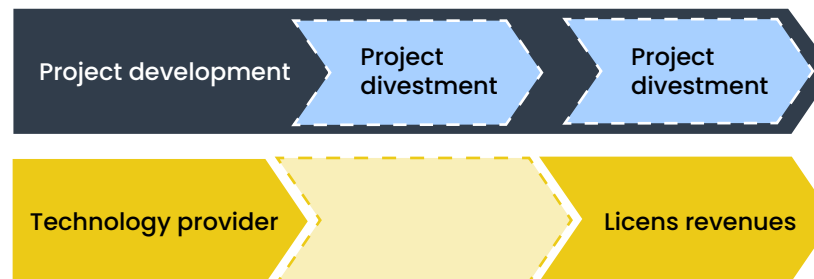 Project development
Project
divestment
Project
divestment
Technology provider
Licens revenues